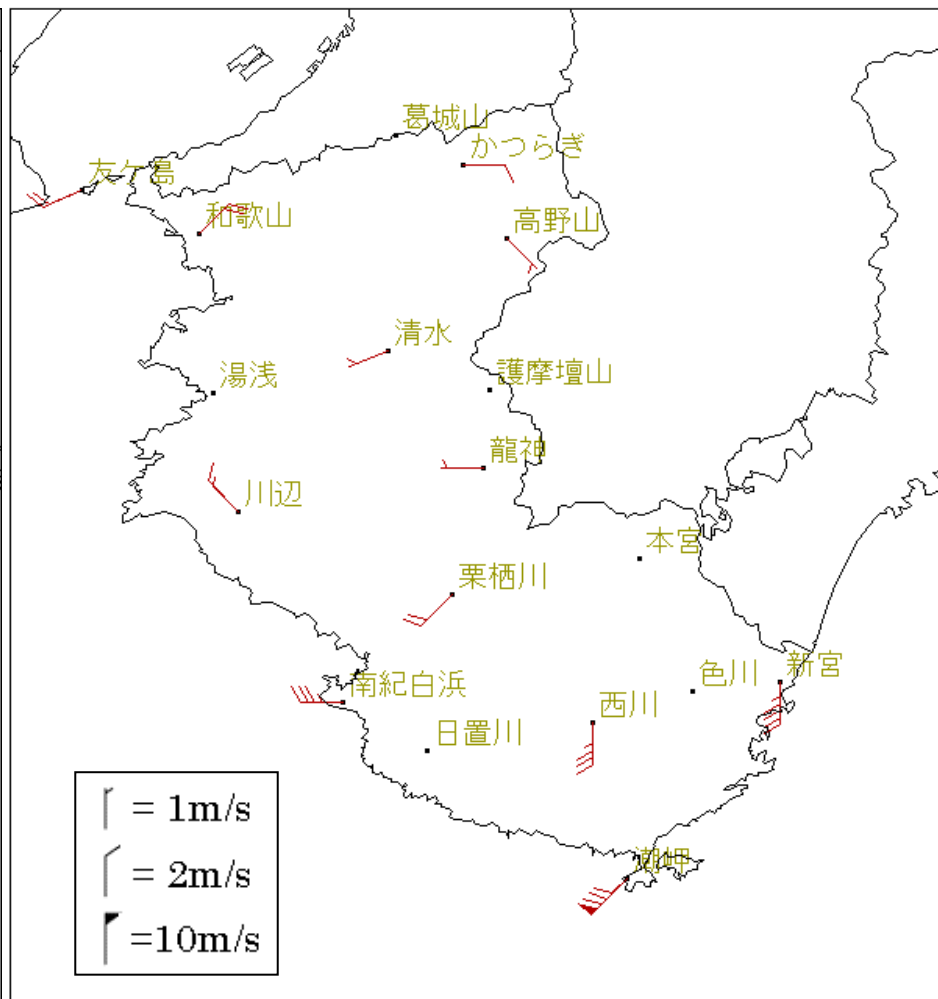 葛城山
かつらぎ
友ケ島
和歌山
高野山
清水
護摩壇山
湯浅
龍神
川辺
本宮
栗栖川
新宮
色川
南紀白浜
西川
日置川
潮岬
= 1m/s
= 2m/s
=10m/s